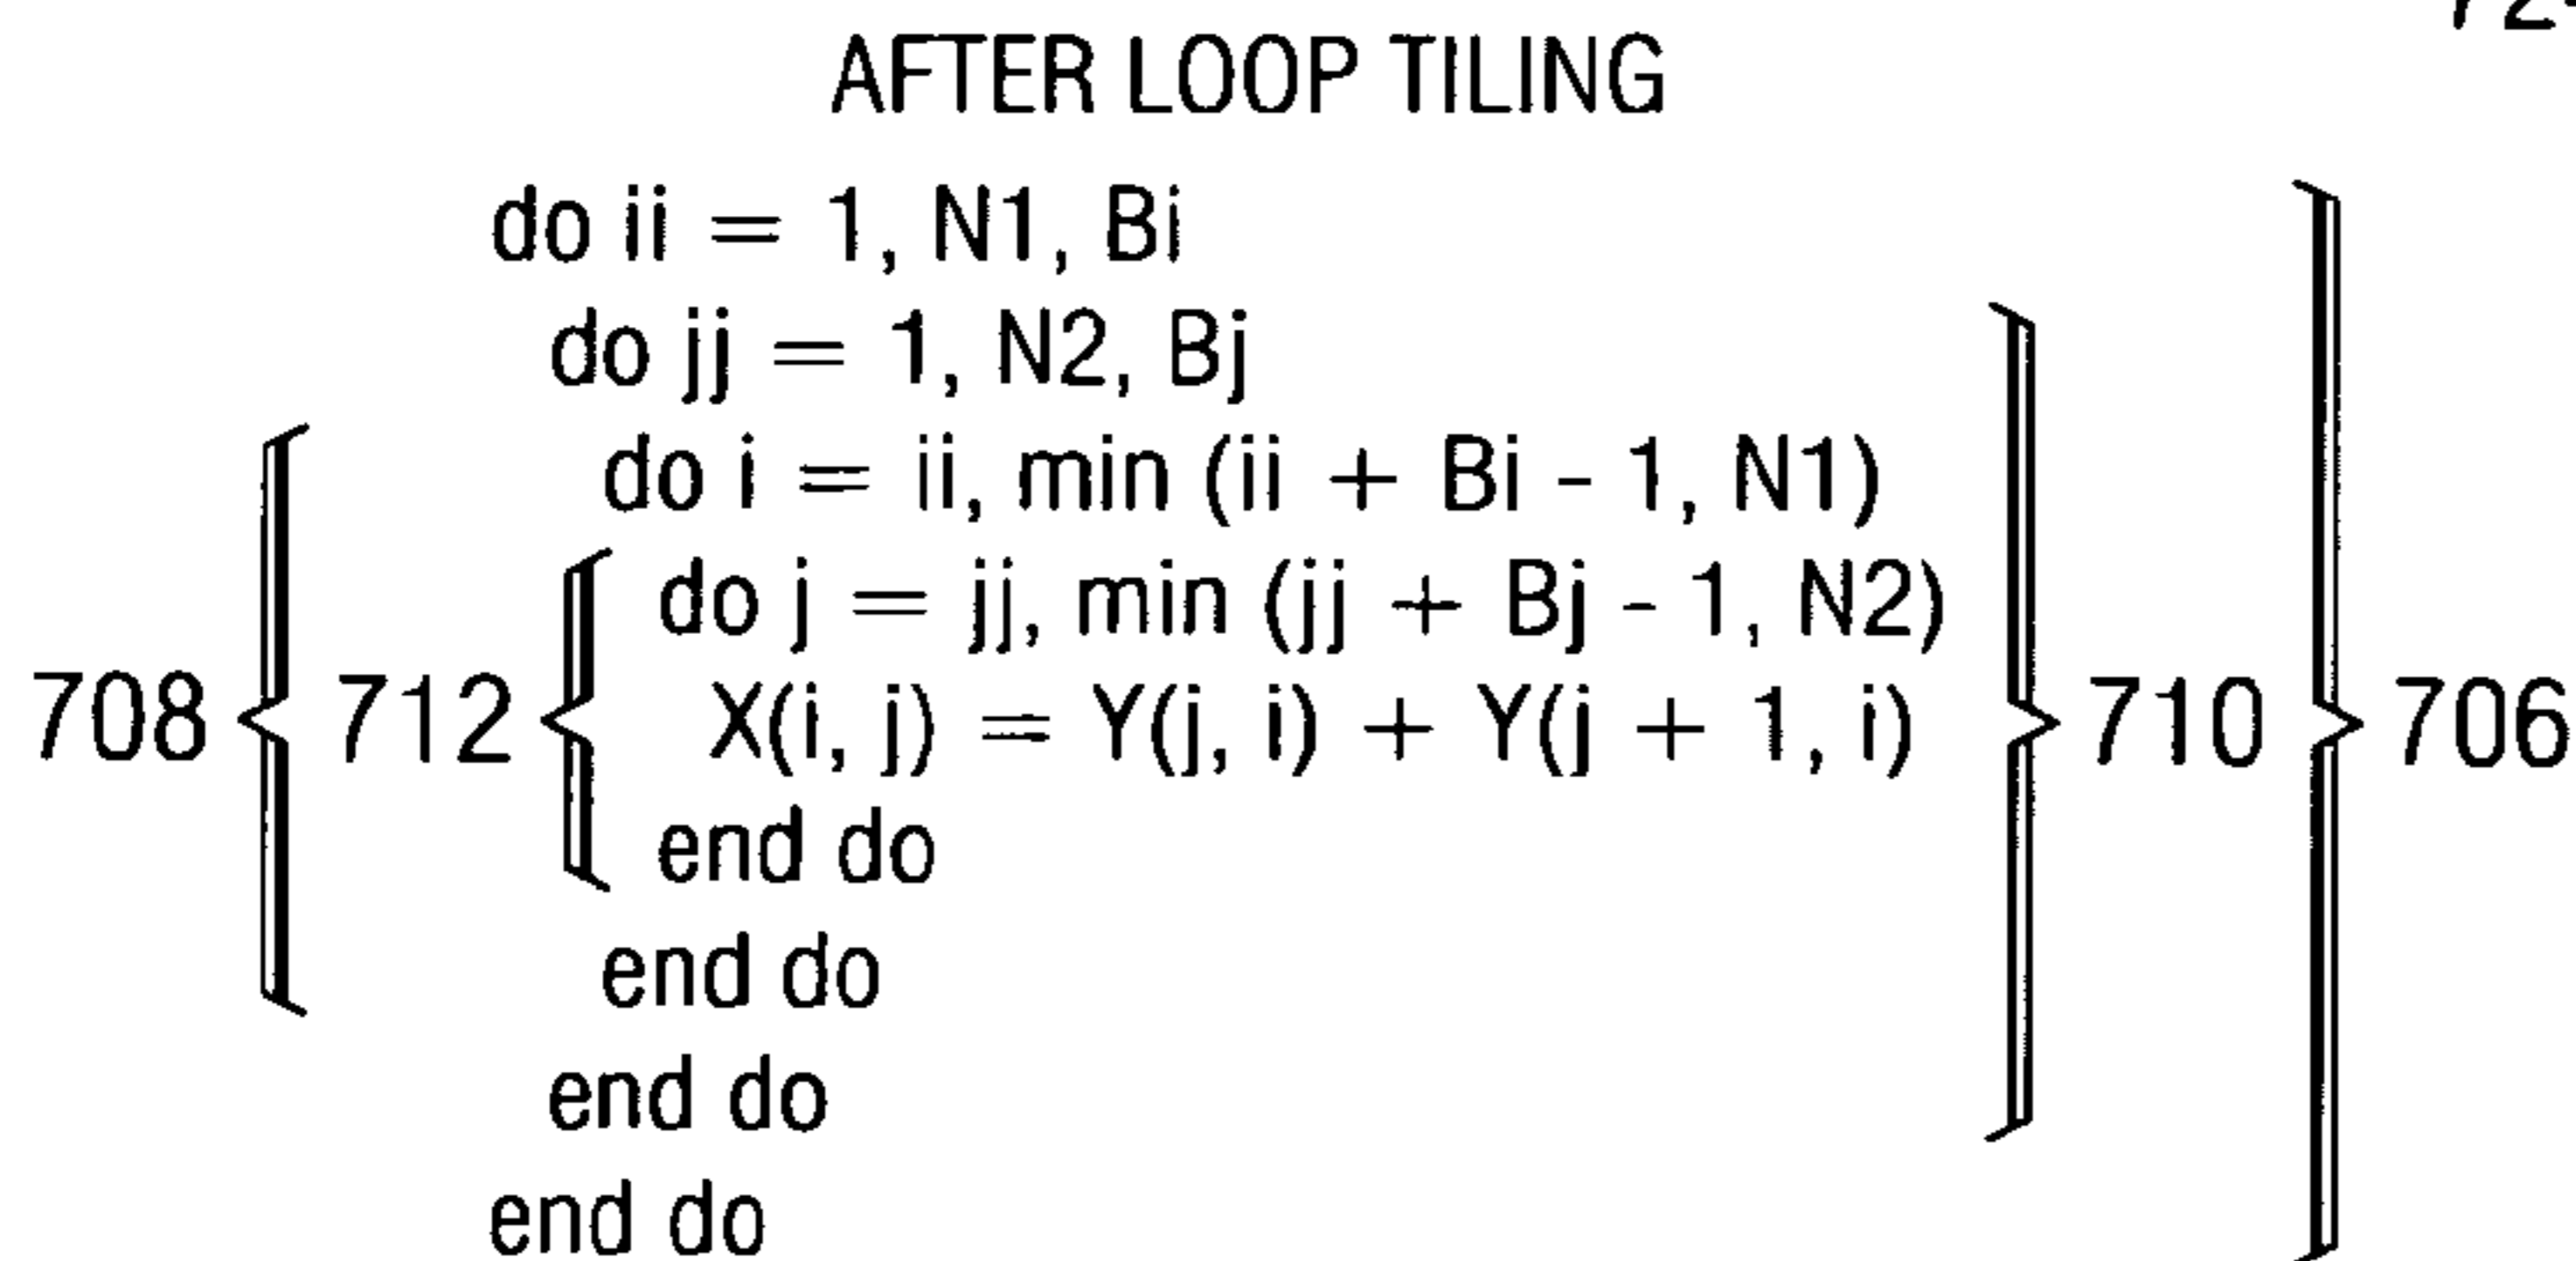 AFTER LOOP TILING
do ii = 1, N1, Bi
do jj = 1, N2, Bj
do i = ii, min (ii + Bi - 1, N1)
do j = jj, min (jj + Bj - 1, N2)
708 712 X(i, j) = Y(j, i) + Y(j + 1, i) 710 706
end do
end do
end do
end do